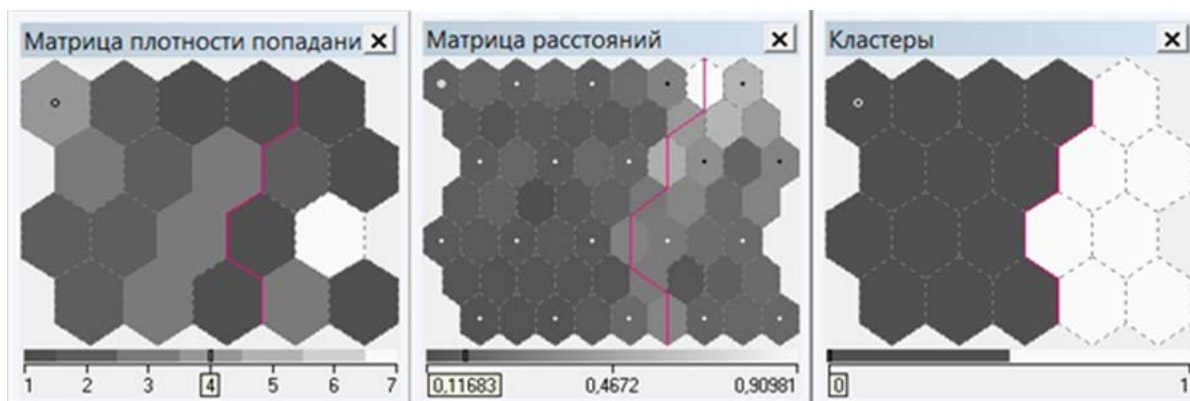 Матрица плотности попадани
Матрица расстояний
Кластеры
1 2 3 4 5 6 7
0,11683 0,4672 0,90981
0 1